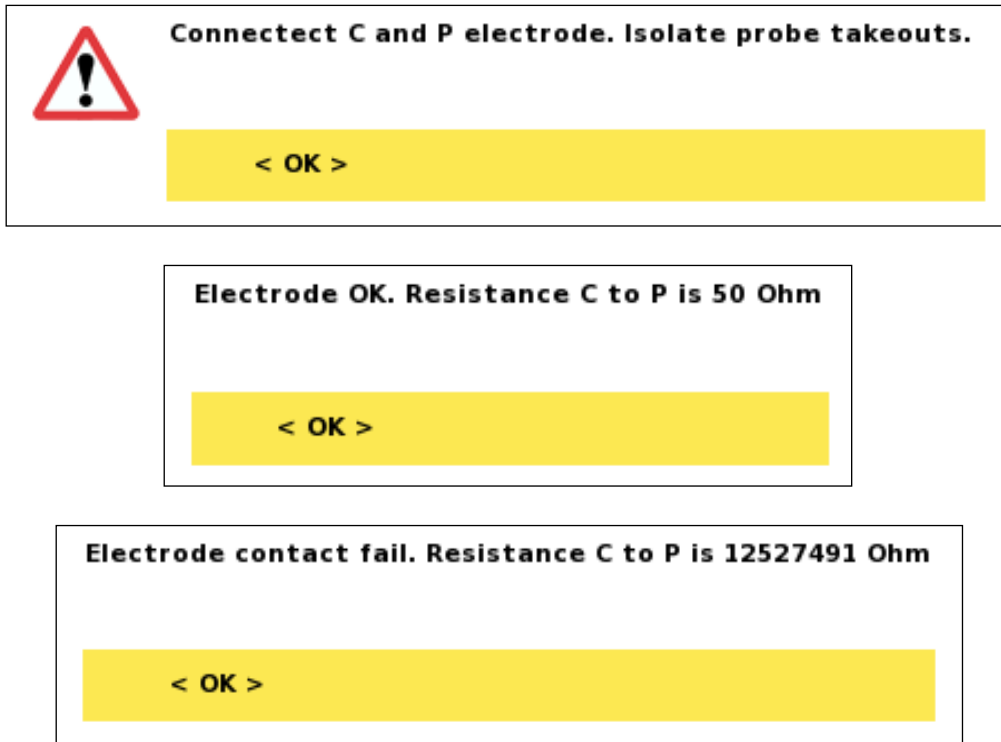 Connectect C and P electrode. Isolate probe takeouts.
< OK >
Electrode OK. Resistance C to P is 50 Ohm
< OK >
Electrode contact fail. Resistance C to P is 12527491 Ohm
< OK >